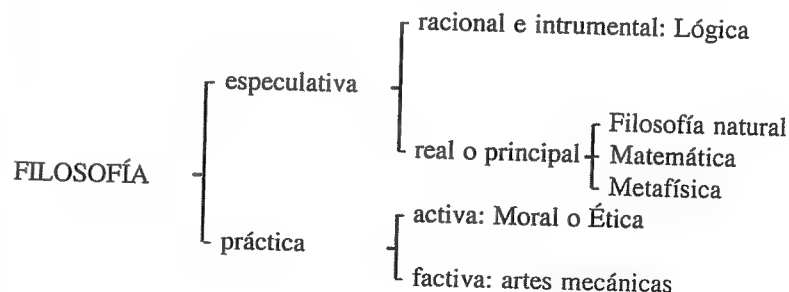 racional e intrumental: Lógica
especulativa
Filosofía natural
real o principal
Matemática
FILOSOFÍA
Metafísica
activa: Moral o Ética
práctica
factiva: artes mecánicas